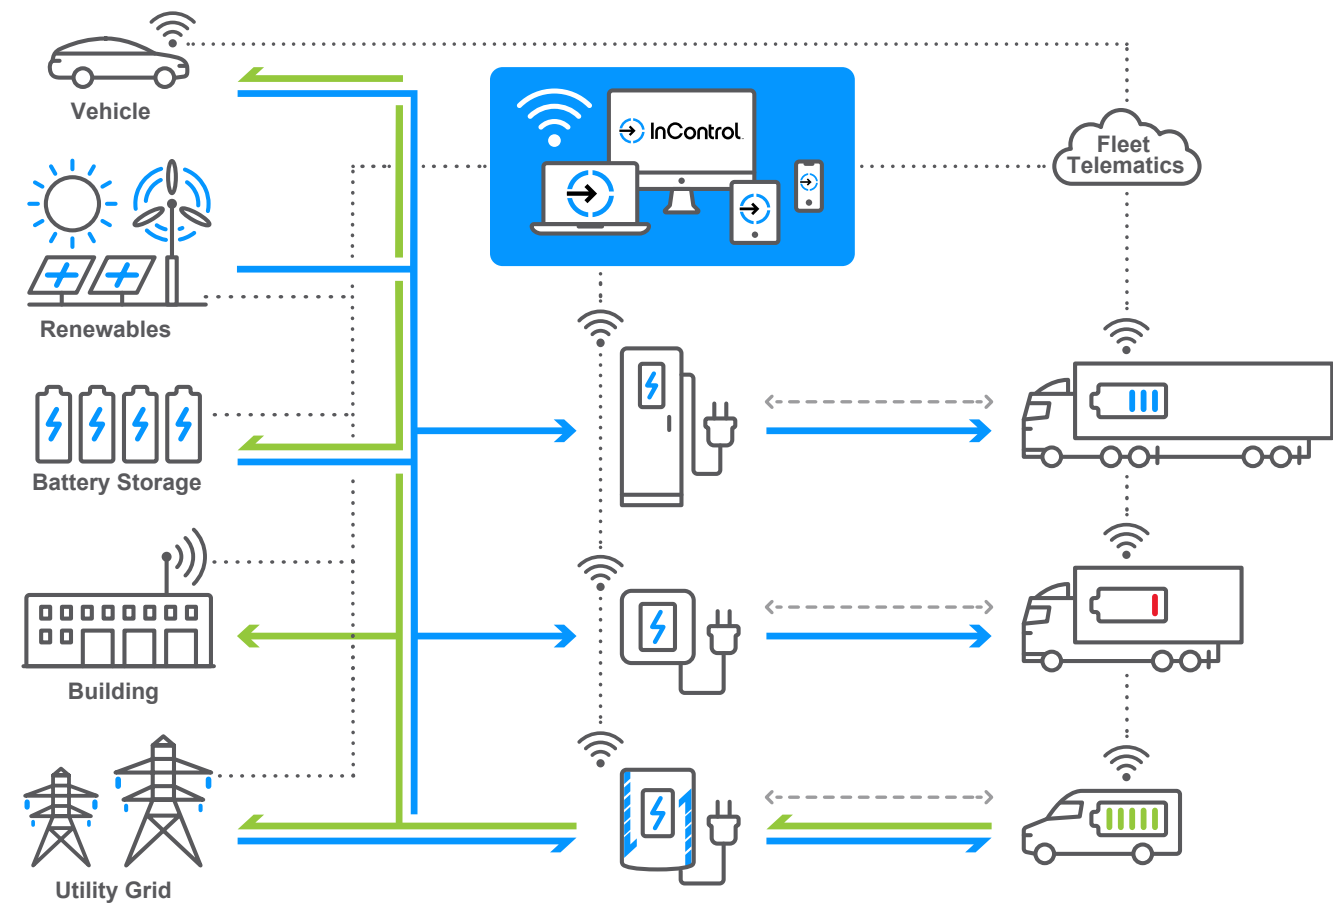 Vehicle
InControl
Fleet
Telematics
Renewables
Battery Storage
Building
Utility Grid